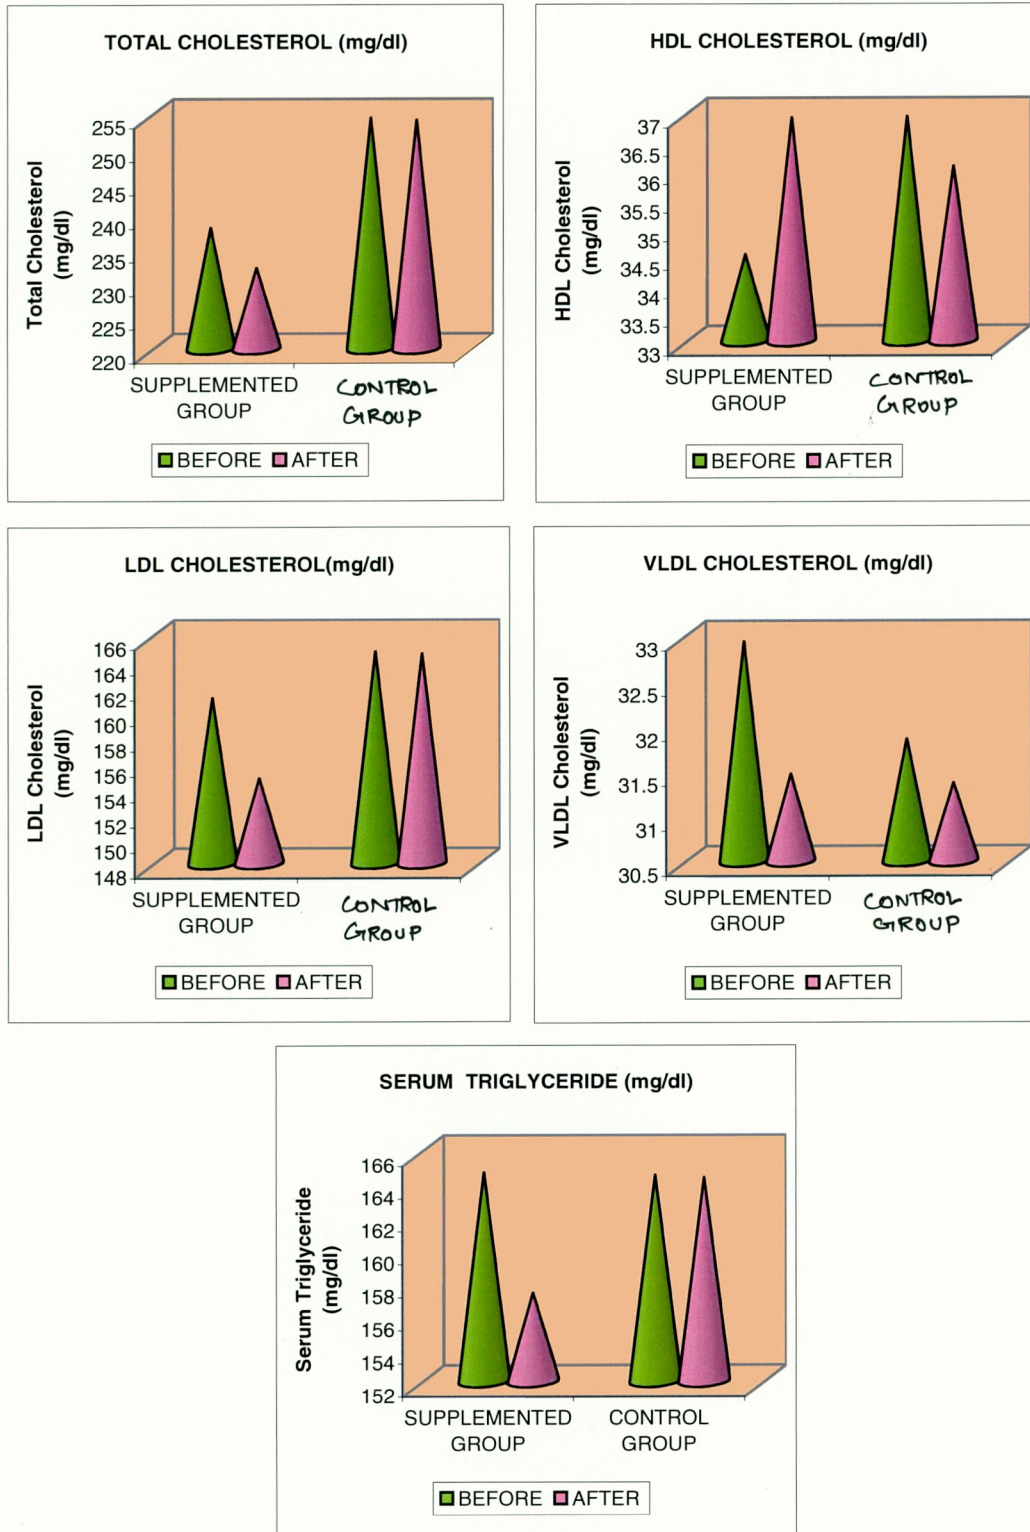 TOTAL CHOLESTEROL (mg/dl)
Total Cholesterol
(mg/dl)
255
250
245
240
235
230
225
220
SUPPLEMENTED
GROUP
CONTROL
GROUP
BEFORE AFTER
HDL CHOLESTEROL (mg/dl)
HDL Cholesterol
(mg/dl)
37
36.5
36
35.5
35
34.5
34
33.5
33
SUPPLEMENTED
GROUP
CONTROL
GROUP
BEFORE AFTER
LDL CHOLESTEROL(mg/dl)
LDL Cholesterol
(mg/dl)
166
164
162
160
158
156
154
152
150
148
SUPPLEMENTED
GROUP
CONTROL
GROUP
BEFORE AFTER
VLDL CHOLESTEROL (mg/dl)
VLDL Cholesterol
(mg/dl)
33
32.5
32
31.5
31
30.5
SUPPLEMENTED
GROUP
CONTROL
GROUP
BEFORE AFTER
SERUM TRIGLYCERIDE (mg/dl)
Serum Triglyceride
(mg/dl)
166
164
162
160
158
156
154
152
SUPPLEMENTED
GROUP
CONTROL
GROUP
BEFORE AFTER